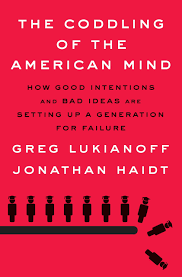 THE CODDLING
OF THE
AMERICAN MIND
HOW GOOD INTENTIONS
AND BAD IDEAS ARE
SETTING UP A GENERATION
FOR FAILURE
GREG LUKIANOFF
JONATHAN HAIDT